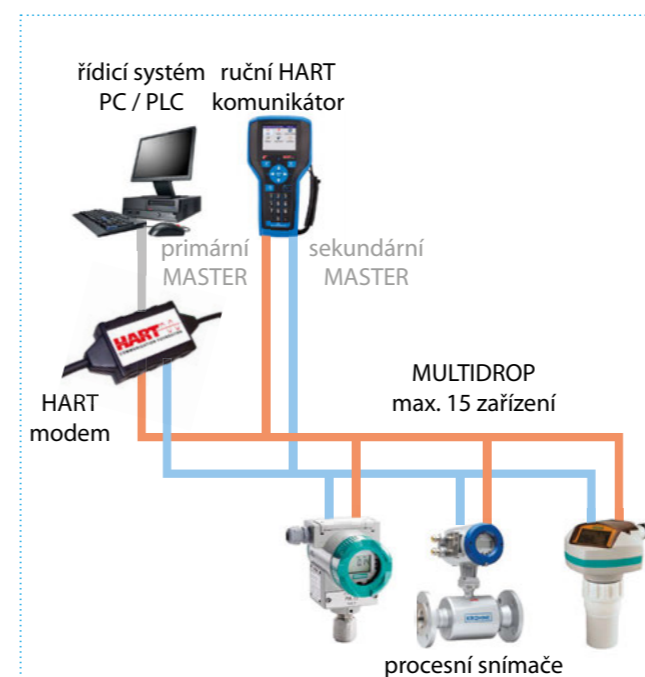 řídicí systém
PC / PLC
ruční HART
komunikátor
primární
MASTER
sekundární
MASTER
HART
HART
modem
MULTIDROP
max. 15 zařízení
procesní snímače